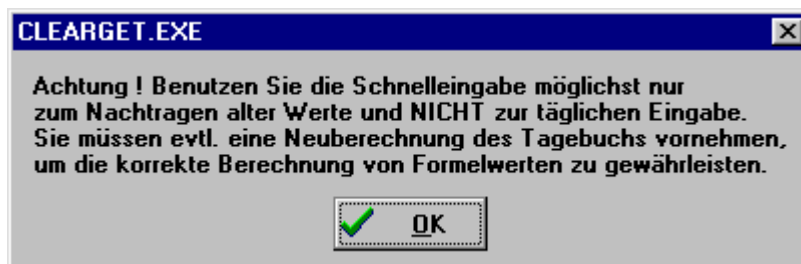 CLEARGET.EXE
Achtung ! Benutzen Sie die Schnelleingabe möglichst nur
zum Nachtragen alter Werte und NICHT zur täglichen Eingabe.
Sie müssen evtl. eine Neuberechnung des Tagebuchs vornehmen,
um die korrekte Berechnung von Formelwerten zu gewährleisten.
OK